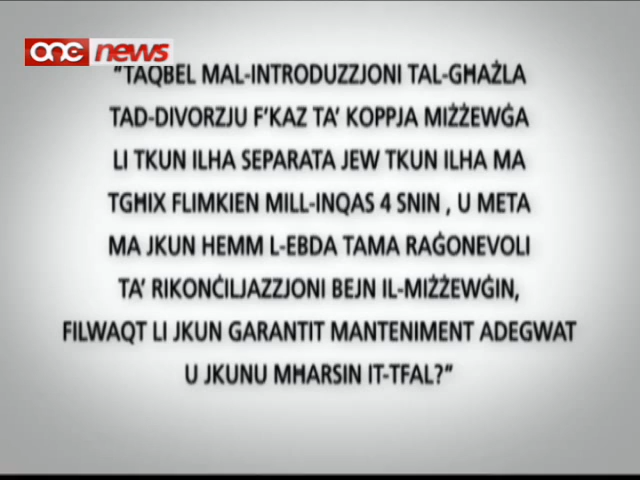 one news
"TAQBEL MAL-INTRODUZZJONI TAL-GĦAŻLA
TAD-DIVORZJU F'KAZ TA' KOPPJA MIŻŻEWĠA
LI TKUN ILHA SEPARATA JEW TKUN ILHA MA
TGĦIX FLIMKIEN MILL-INQAS 4 SNIN , U META
MA JKUN HEMM L-EBDA TAMA RAĠONEVOLI
TA' RIKONĊILJAZZJONI BEJN IL-MIŻŻEWĠIN,
FILWAQT LI JKUN GARANTIT MANTENIMENT ADEGWAT
U JKUNU MĦARSIN IT-TFAL?"